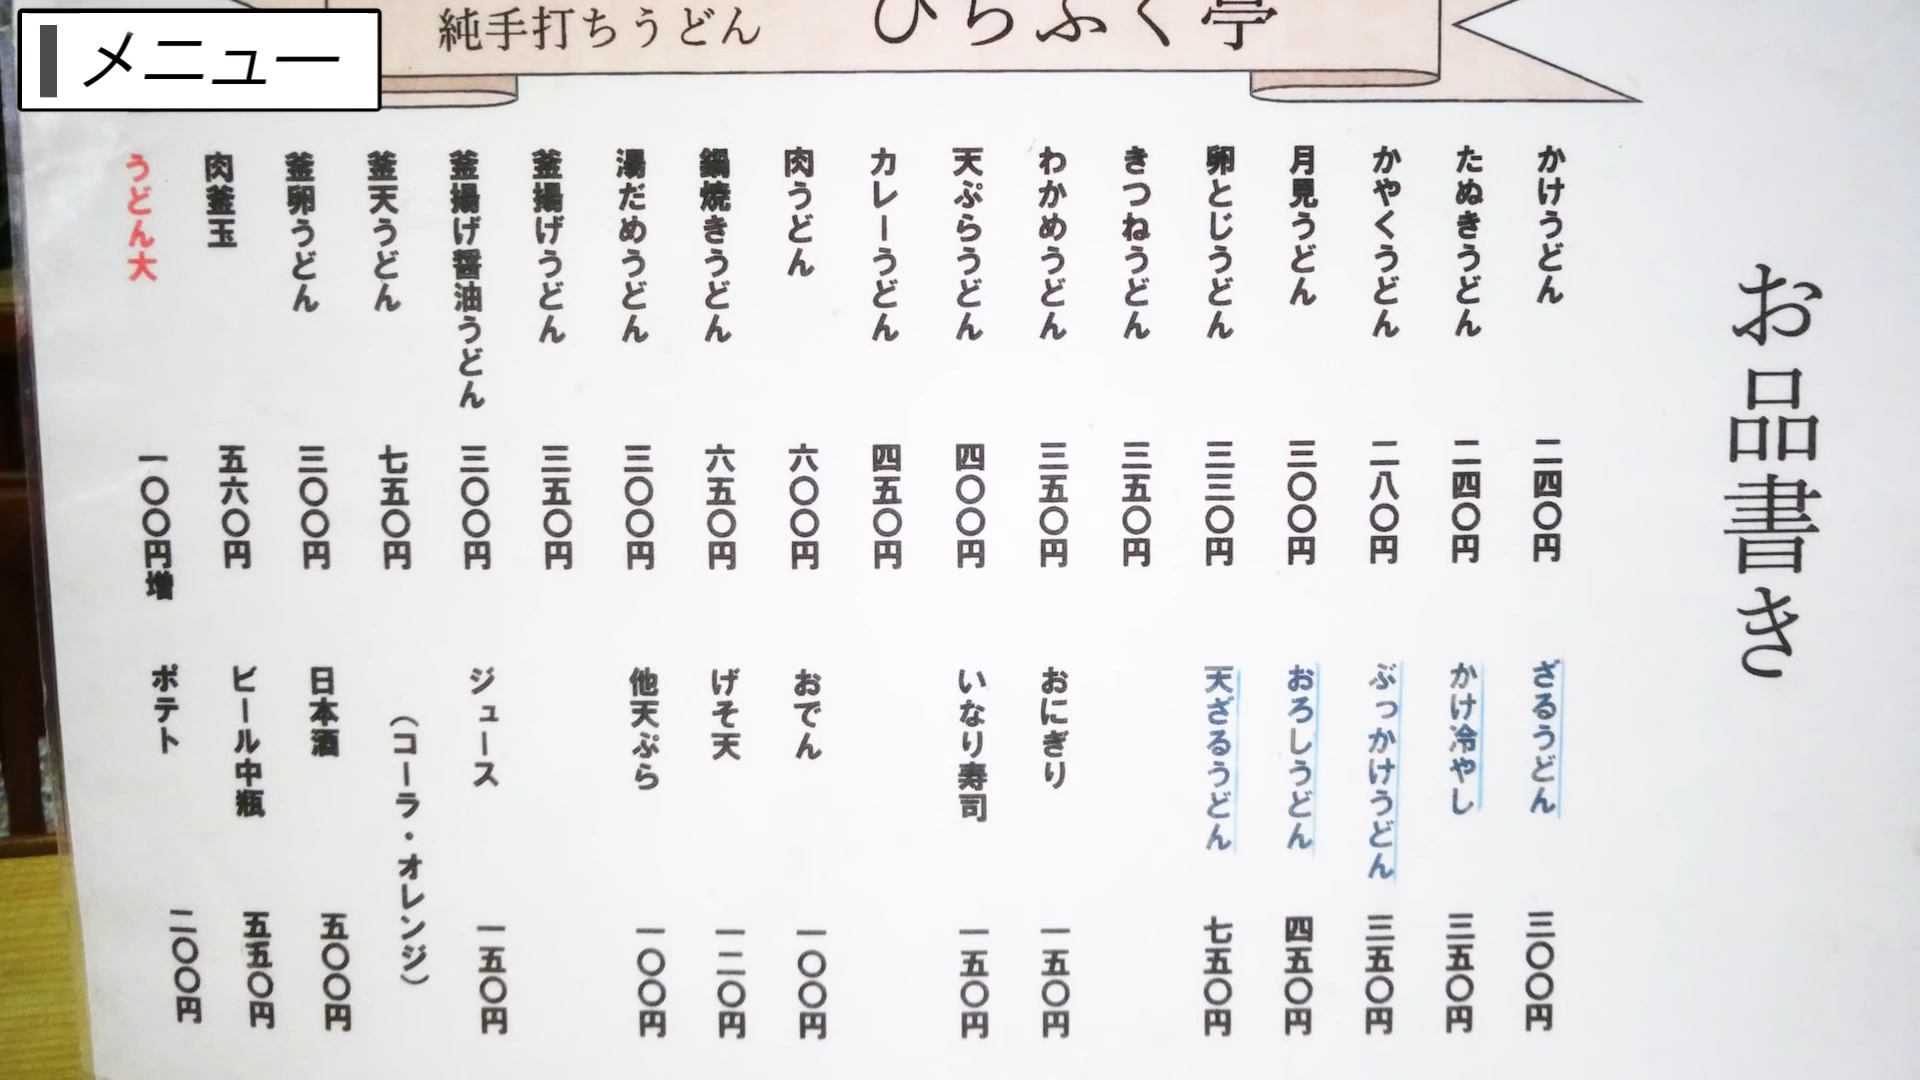 メニュー
純手打ちうどん
お品書き
かけうどん 二四〇円
たぬきうどん 二四〇円
かやくうどん 二八〇円
月見うどん 三〇〇円
卵とじうどん 三三〇円
きつねうどん 三五〇円
わかめうどん 三五〇円
天ぷらうどん 四〇〇円
カレーうどん 四五〇円
肉うどん 六〇〇円
鍋焼きうどん 六五〇円
湯だめうどん 三〇〇円
釜揚げうどん 三五〇円
釜揚げ醤油うどん 三〇〇円
釜天うどん 七五〇円
釜卵うどん 三〇〇円
肉釜玉 五六〇円
うどん大 一〇〇円増
ざるうどん 三〇〇円
かけ冷やし 三五〇円
ぶっかけうどん 三五〇円
おろしうどん 四五〇円
天ざるうどん 七五〇円
おにぎり 一五〇円
いなり寿司 一五〇円
おでん 一〇〇円
げそ天 一二〇円
他天ぷら 一〇〇円
ジュース 一五〇円
（コーラ・オレンジ）
日本酒 五〇〇円
ビール中瓶 五五〇円
ポテト 二〇〇円